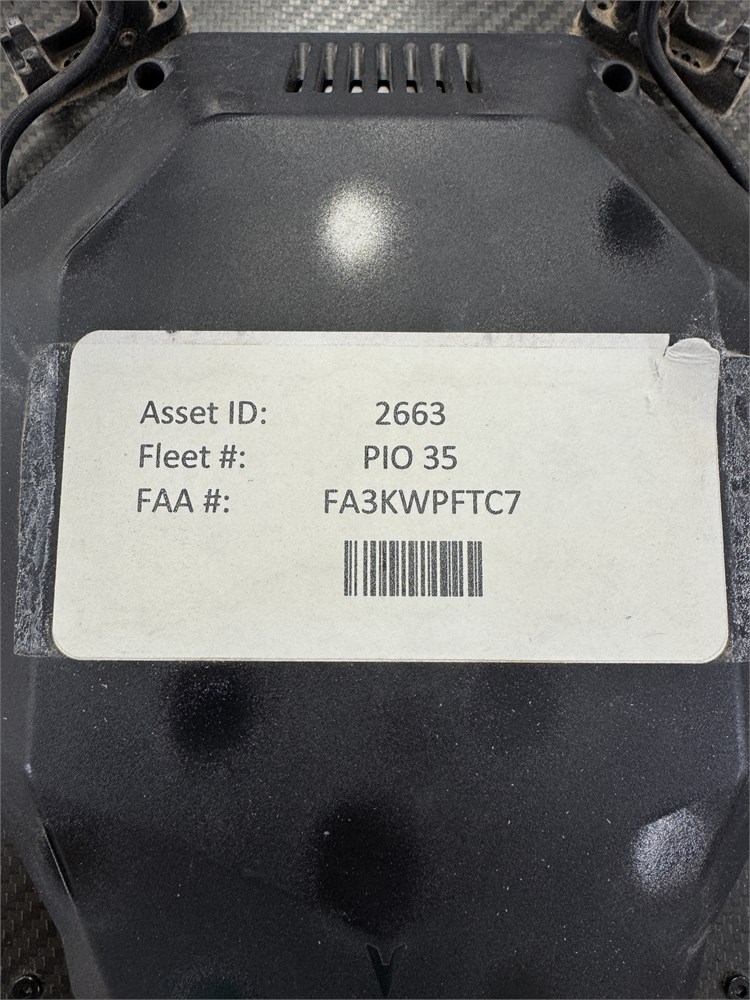 Asset ID: 2663
Fleet #: PIO 35
FAA #: FA3KWPFTC7